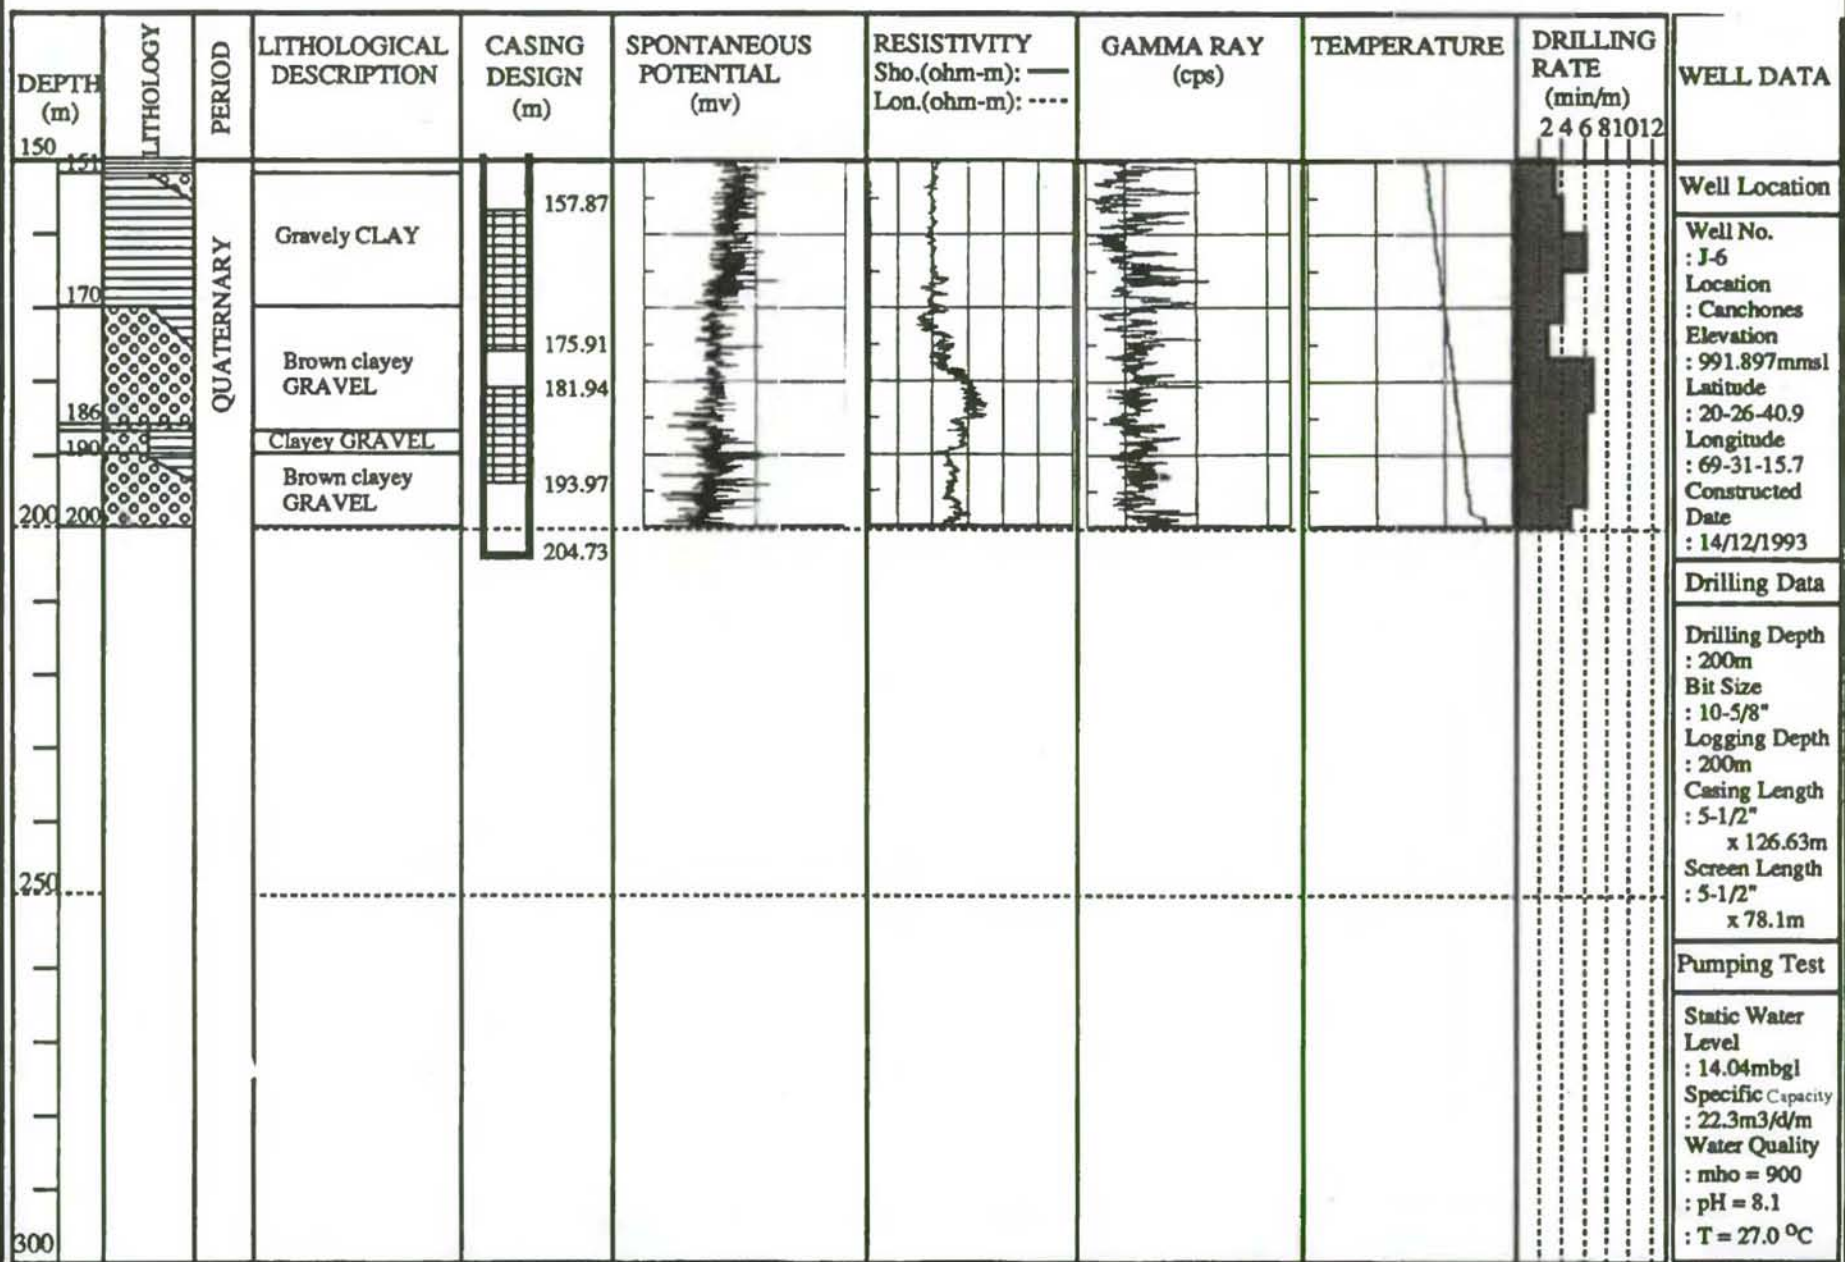 DEPTH
(m)
LITHOLOGY
PERIOD
LITHOLOGICAL
DESCRIPTION
CASING
DESIGN
(m)
SPONTANEOUS
POTENTIAL
(mv)
RESISTIVITY
Sho.(ohm-m):
Lon.(ohm-m):
GAMMA RAY
(cps)
TEMPERATURE
DRILLING
RATE
(min/m)
2 4 6 8 10 12
WELL DATA
150
151
170
186
190
200
200
250
300
QUATERNARY
Gravely CLAY
Brown clayey
GRAVEL
Clayey GRAVEL
Brown clayey
GRAVEL
157.87
175.91
181.94
193.97
204.73
Well Location
Well No.
: J-6
Location
: Canchones
Elevation
: 991.897mmsl
Latitude
: 20-26-40.9
Longitude
: 69-31-15.7
Constructed
Date
: 14/12/1993
Drilling Data
Drilling Depth
: 200m
Bit Size
: 10-5/8"
Logging Depth
: 200m
Casing Length
: 5-1/2"
x 126.63m
Screen Length
: 5-1/2"
x 78.1m
Pumping Test
Static Water
Level
: 14.04mbgl
Specific Capacity
: 22.3m3/d/m
Water Quality
: mho = 900
: pH = 8.1
: T = 27.0 °C